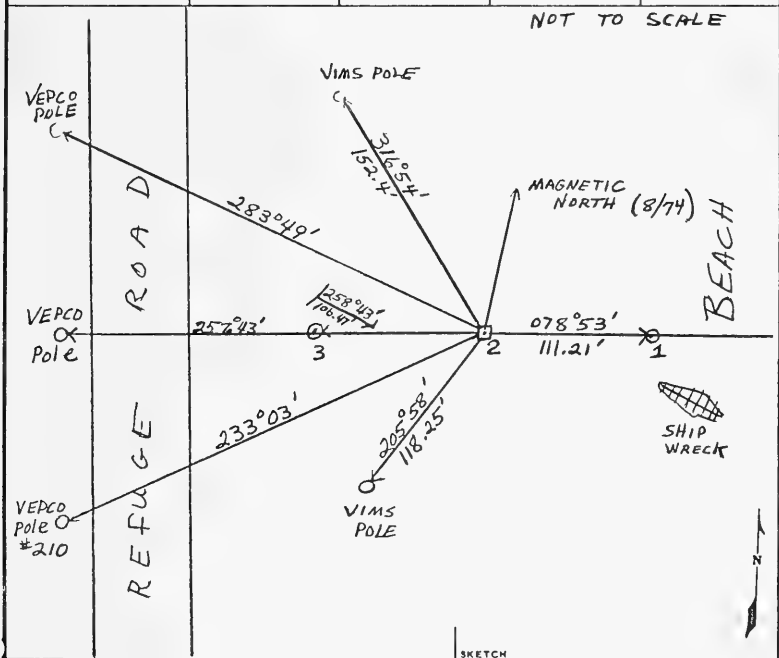 NOT TO SCALE
VIMS POLE
VEPCO
POLE
316°54'
152.4'
MAGNETIC
NORTH (8/74)
283°49'
ROAD
BEACH
258°43'
106.47'
VEPCO
Pole
257°43'
3
2
078°53'
111.21'
1
233°03'
205°58'
118.25'
SHIP
WRECK
VIMS
POLE
VEPCO
Pole
#210
REFUGE
N
SKETCH